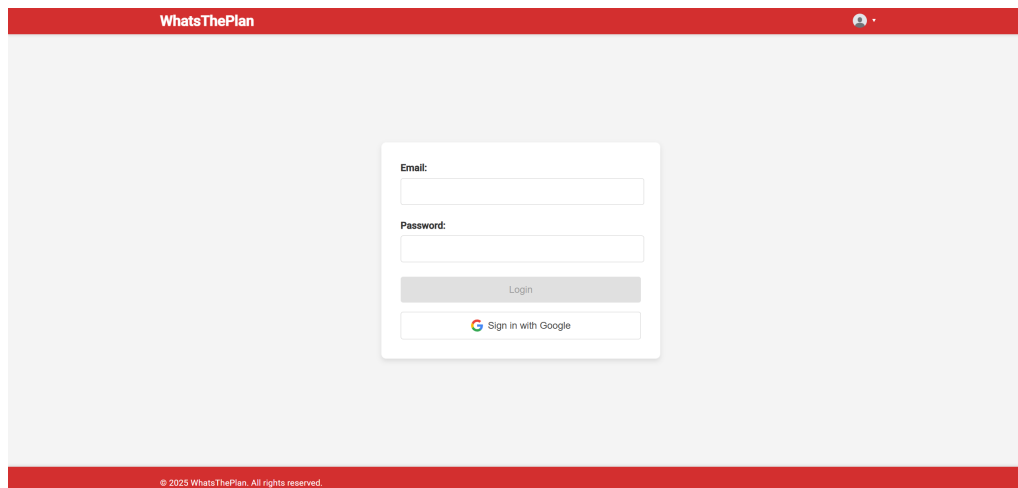 WhatsThePlan
Email:
Password:
Login
Sign in with Google
© 2025 WhatsThePlan. All rights reserved.